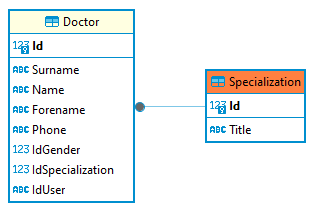 Doctor
123 Id
ABC Surname
ABC Name
ABC Forename
ABC Phone
123 IdGender
123 IdSpecialization
ABC IdUser
Specialization
123 Id
ABC Title